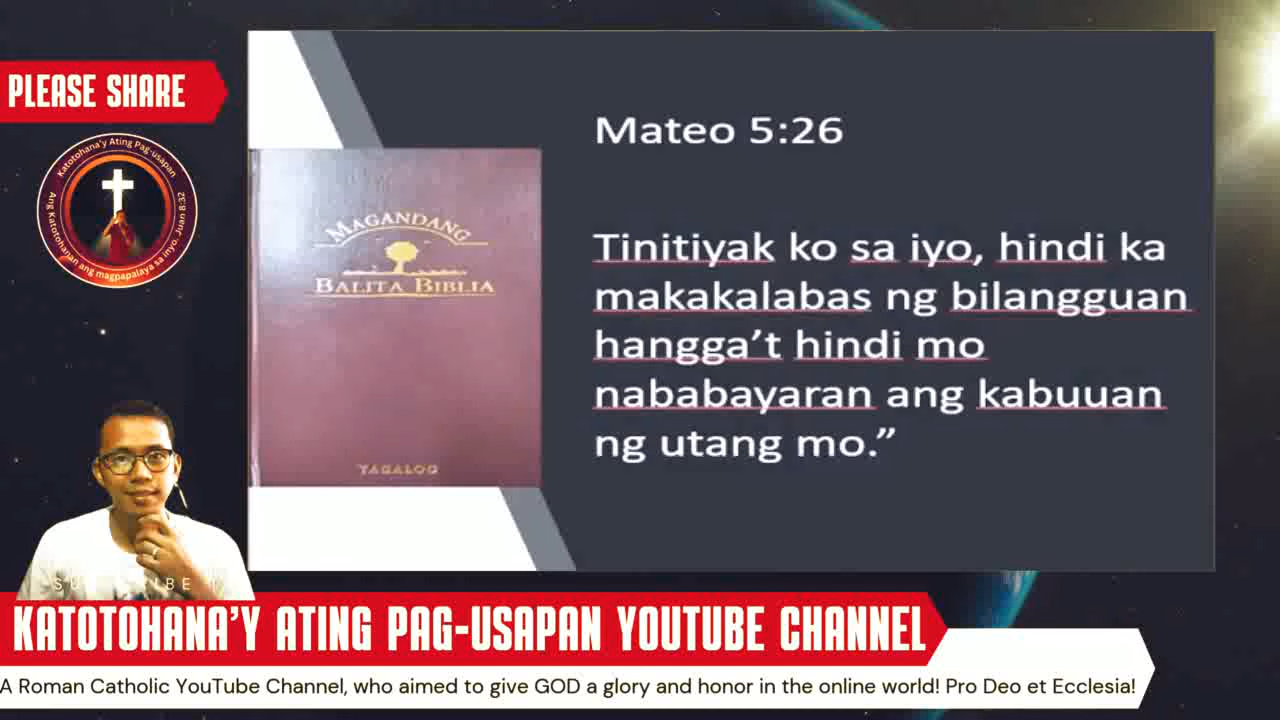 PLEASE SHARE
Katotohana'y Ating Pag-usapan
Ang Katotohanan ang magpapalaya sa inyo. Juan 8:32
MAGANDANG
BALITA BIBLIA
TAGALOG
Mateo 5:26
Tinitiyak ko sa iyo, hindi ka
makakalabas ng bilangguan
hangga't hindi mo
nababayaran ang kabuuan
ng utang mo.”
KATOTOHANA'Y ATING PAG-USAPAN YOUTUBE CHANNEL
A Roman Catholic YouTube Channel, who aimed to give GOD a glory and honor in the online world! Pro Deo et Ecclesia!